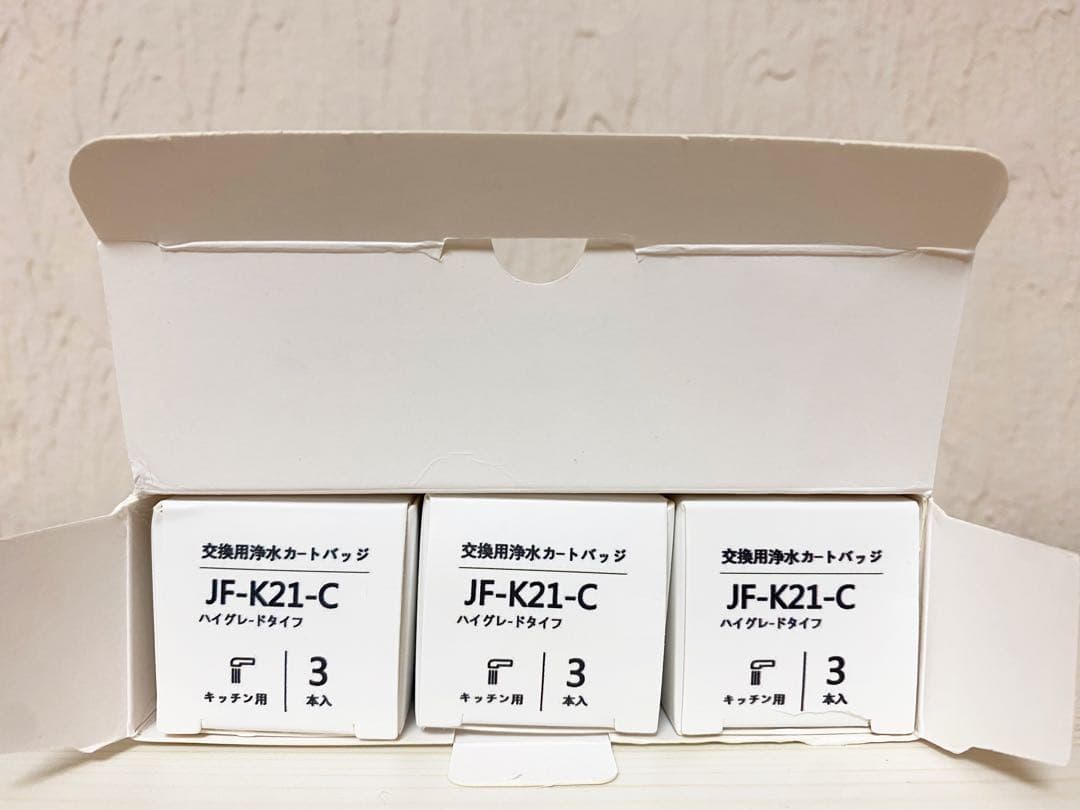 交換用浄水カートバッジ
JF-K21-C
ハイグレ-ドタイフ
キッチン用
3
本入
交換用浄水カートバッジ
JF-K21-C
ハイグレ-ドタイフ
キッチン用
3
本入
交換用浄水カートバッジ
JF-K21-C
ハイグレ-ドタイフ
キッチン用
3
本入